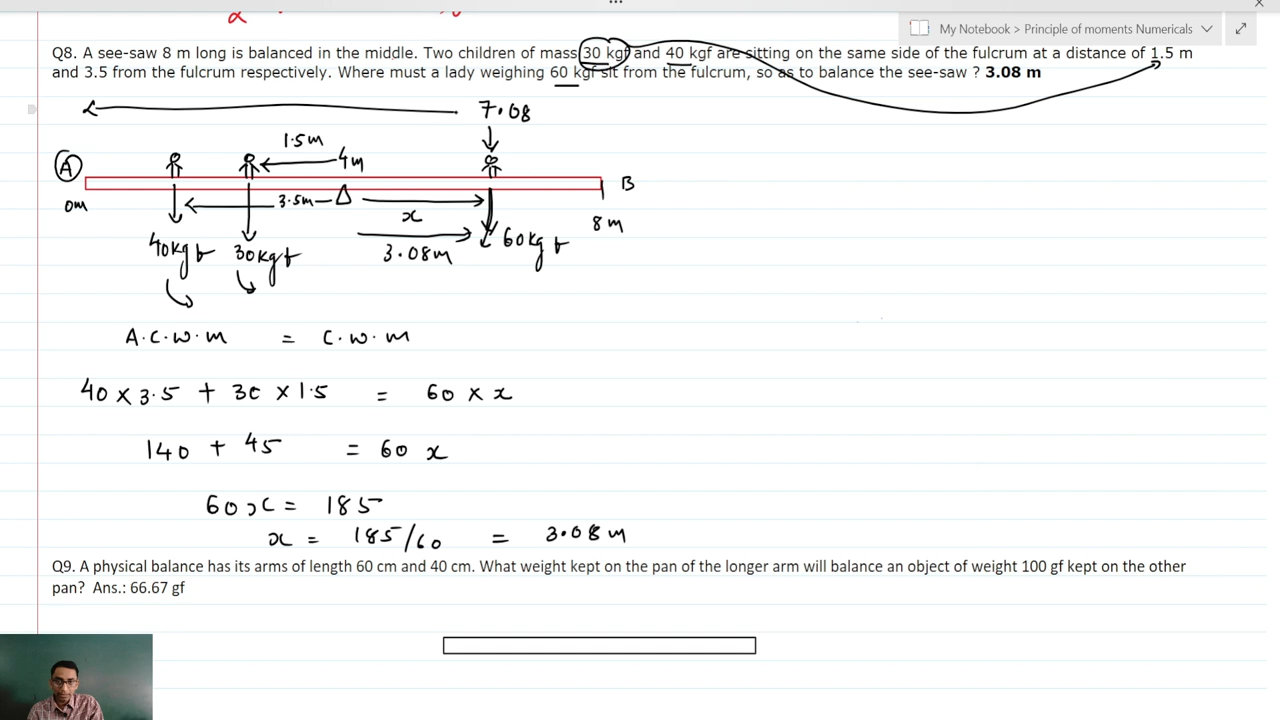 My Notebook > Principle of moments Numericals
Q8. A see-saw 8 m long is balanced in the middle. Two children of mass 30 kgf and 40 kgf are sitting on the same side of the fulcrum at a distance of 1.5 m
and 3.5 from the fulcrum respectively. Where must a lady weighing 60 kgf sit from the fulcrum, so as to balance the see-saw ? 3.08 m
7.08
1.5m
4m
A
B
0m
3.5m
x
8m
40kgf 30kgf 3.08m 60kgf
A.C.W.M = C.W.M
40 x 3.5 + 30 x 1.5 = 60 x x
140 + 45 = 60 x
60x = 185
x = 185/60 = 3.08m
Q9. A physical balance has its arms of length 60 cm and 40 cm. What weight kept on the pan of the longer arm will balance an object of weight 100 gf kept on the other
pan? Ans.: 66.67 gf